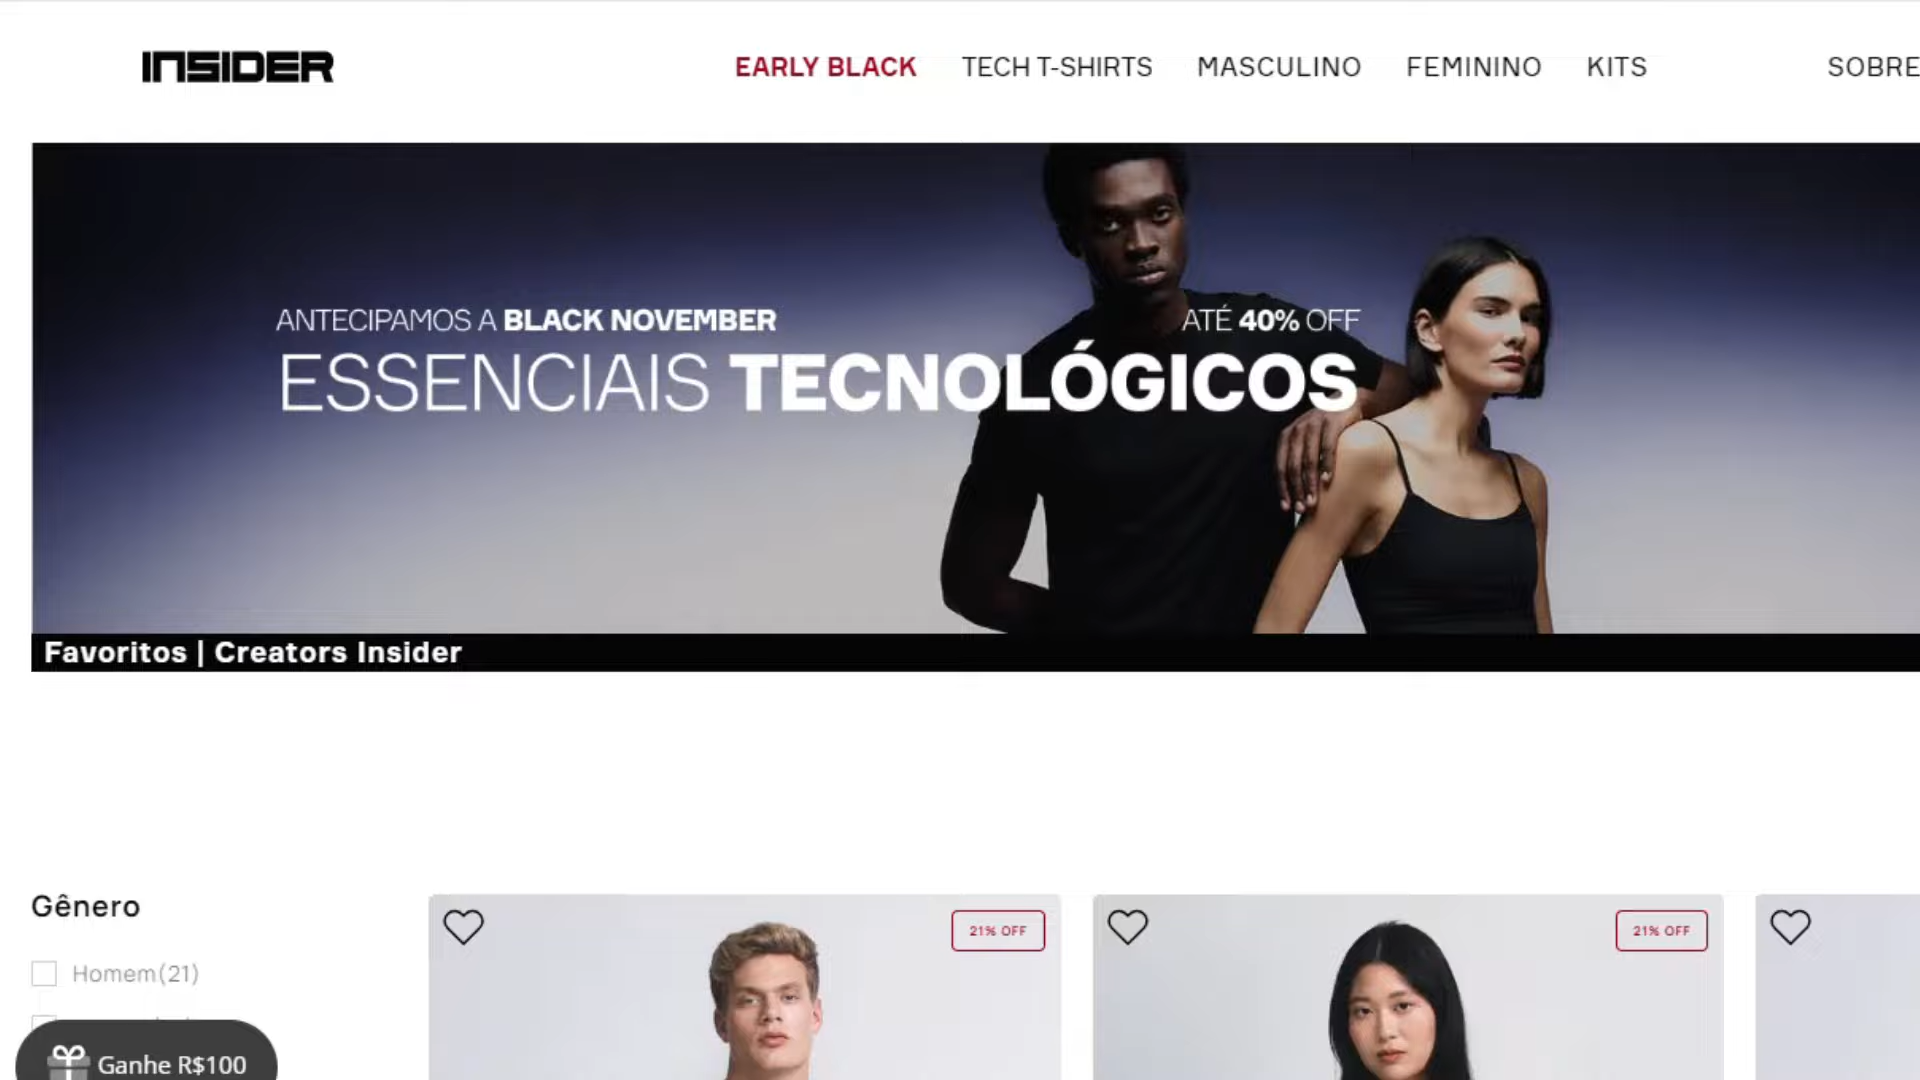 INSIDER
EARLY BLACK TECH T-SHIRTS MASCULINO FEMININO KITS SOBRE
ANTECIPAMOS A BLACK NOVEMBER ATÉ 40% OFF
ESSENCIAIS TECNOLÓGICOS
Favoritos | Creators Insider
Gênero
21% OFF
21% OFF
Homem(21)
Ganhe R$100